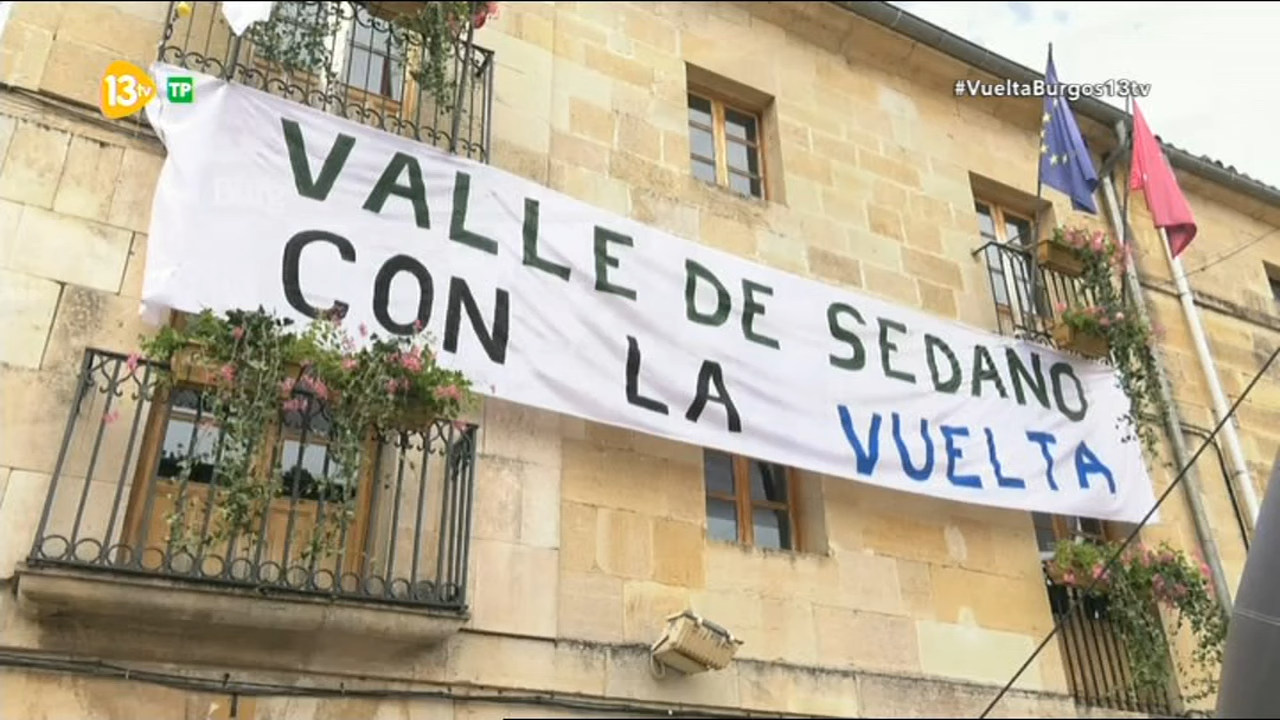 13tv TP
#VueltaBurgos13tv
VALLE DE SEDANO
CON LA VUELTA